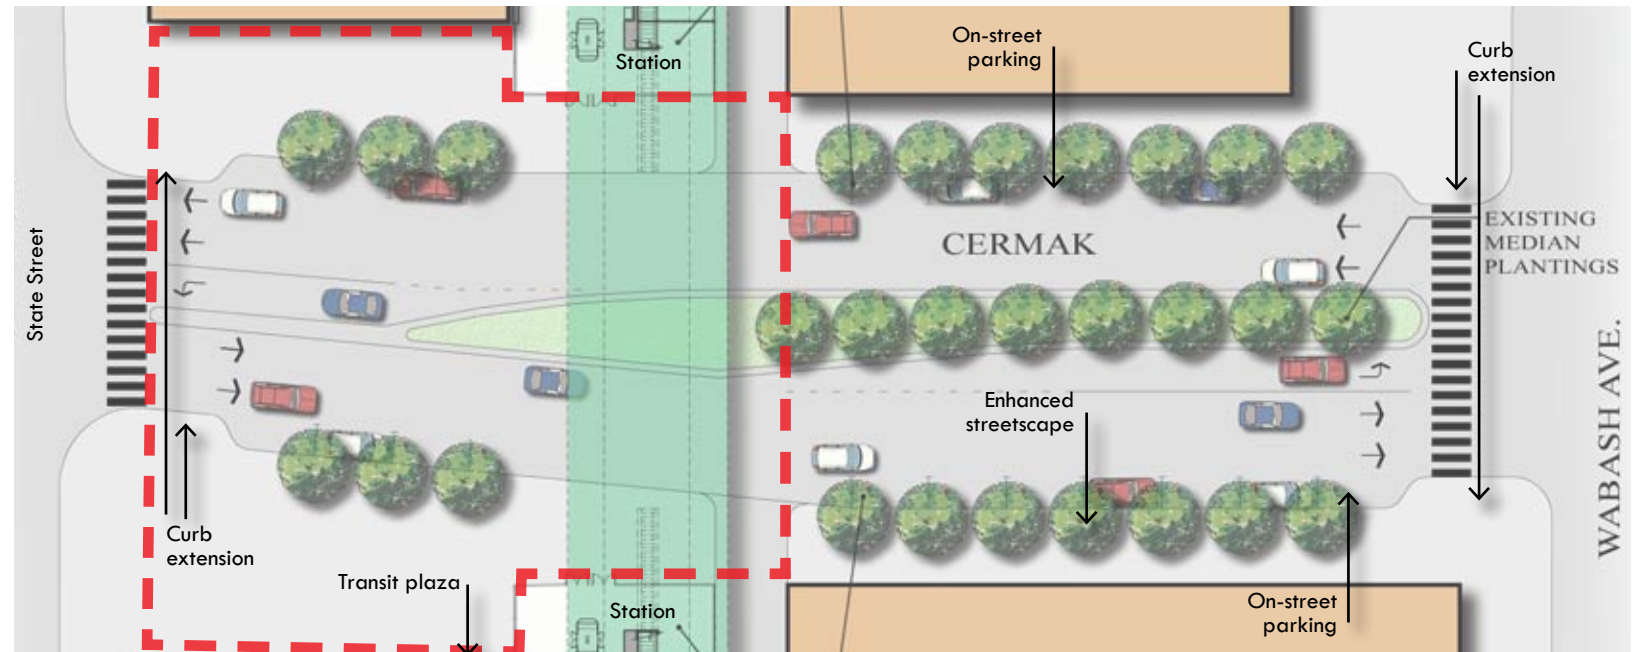 On-street
parking
Station
Curb
extension
CERMAK
EXISTING
MEDIAN
PLANTINGS
State Street
WABASH AVE.
Enhanced
streetscape
Curb
extension
Transit plaza
Station
On-street
parking